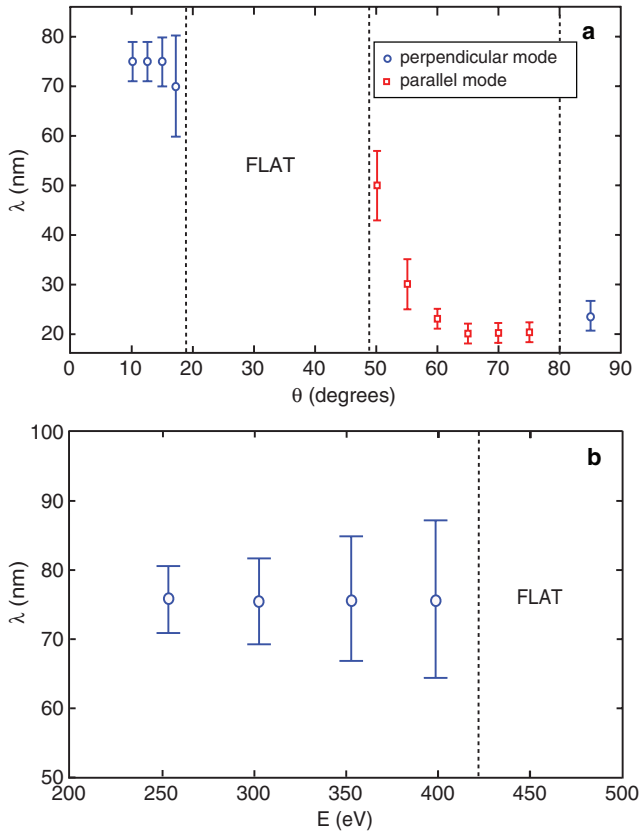 a
perpendicular mode
parallel mode
80
70
60
50
40
30
20
λ (nm)
FLAT
0 10 20 30 40 50 60 70 80 90
θ (degrees)
b
100
90
80
70
60
50
λ (nm)
FLAT
200 250 300 350 400 450 500
E (eV)